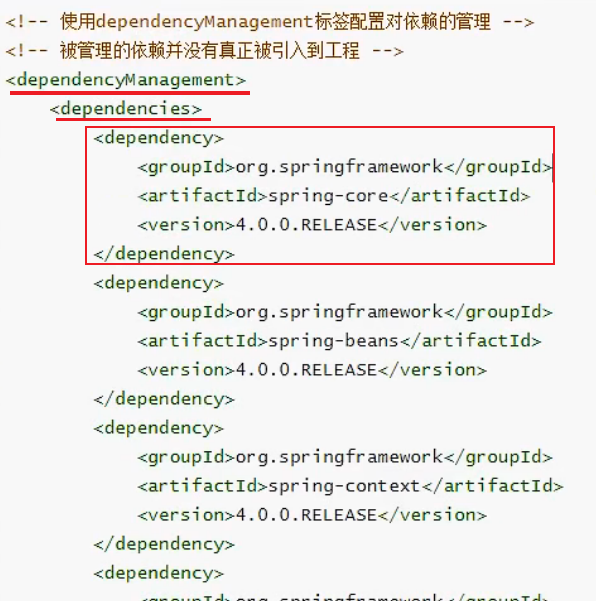 <!-- 使用dependencyManagement标签配置对依赖的管理 -->
<!-- 被管理的依赖并没有真正被引入到工程 -->
<dependencyManagement>
<dependencies>
<dependency>
<groupId>org.springframework</groupId>
<artifactId>spring-core</artifactId>
<version>4.0.0.RELEASE</version>
</dependency>
<dependency>
<groupId>org.springframework</groupId>
<artifactId>spring-beans</artifactId>
<version>4.0.0.RELEASE</version>
</dependency>
<dependency>
<groupId>org.springframework</groupId>
<artifactId>spring-context</artifactId>
<version>4.0.0.RELEASE</version>
</dependency>
<dependency>
<groupId>org.springframework</groupId>